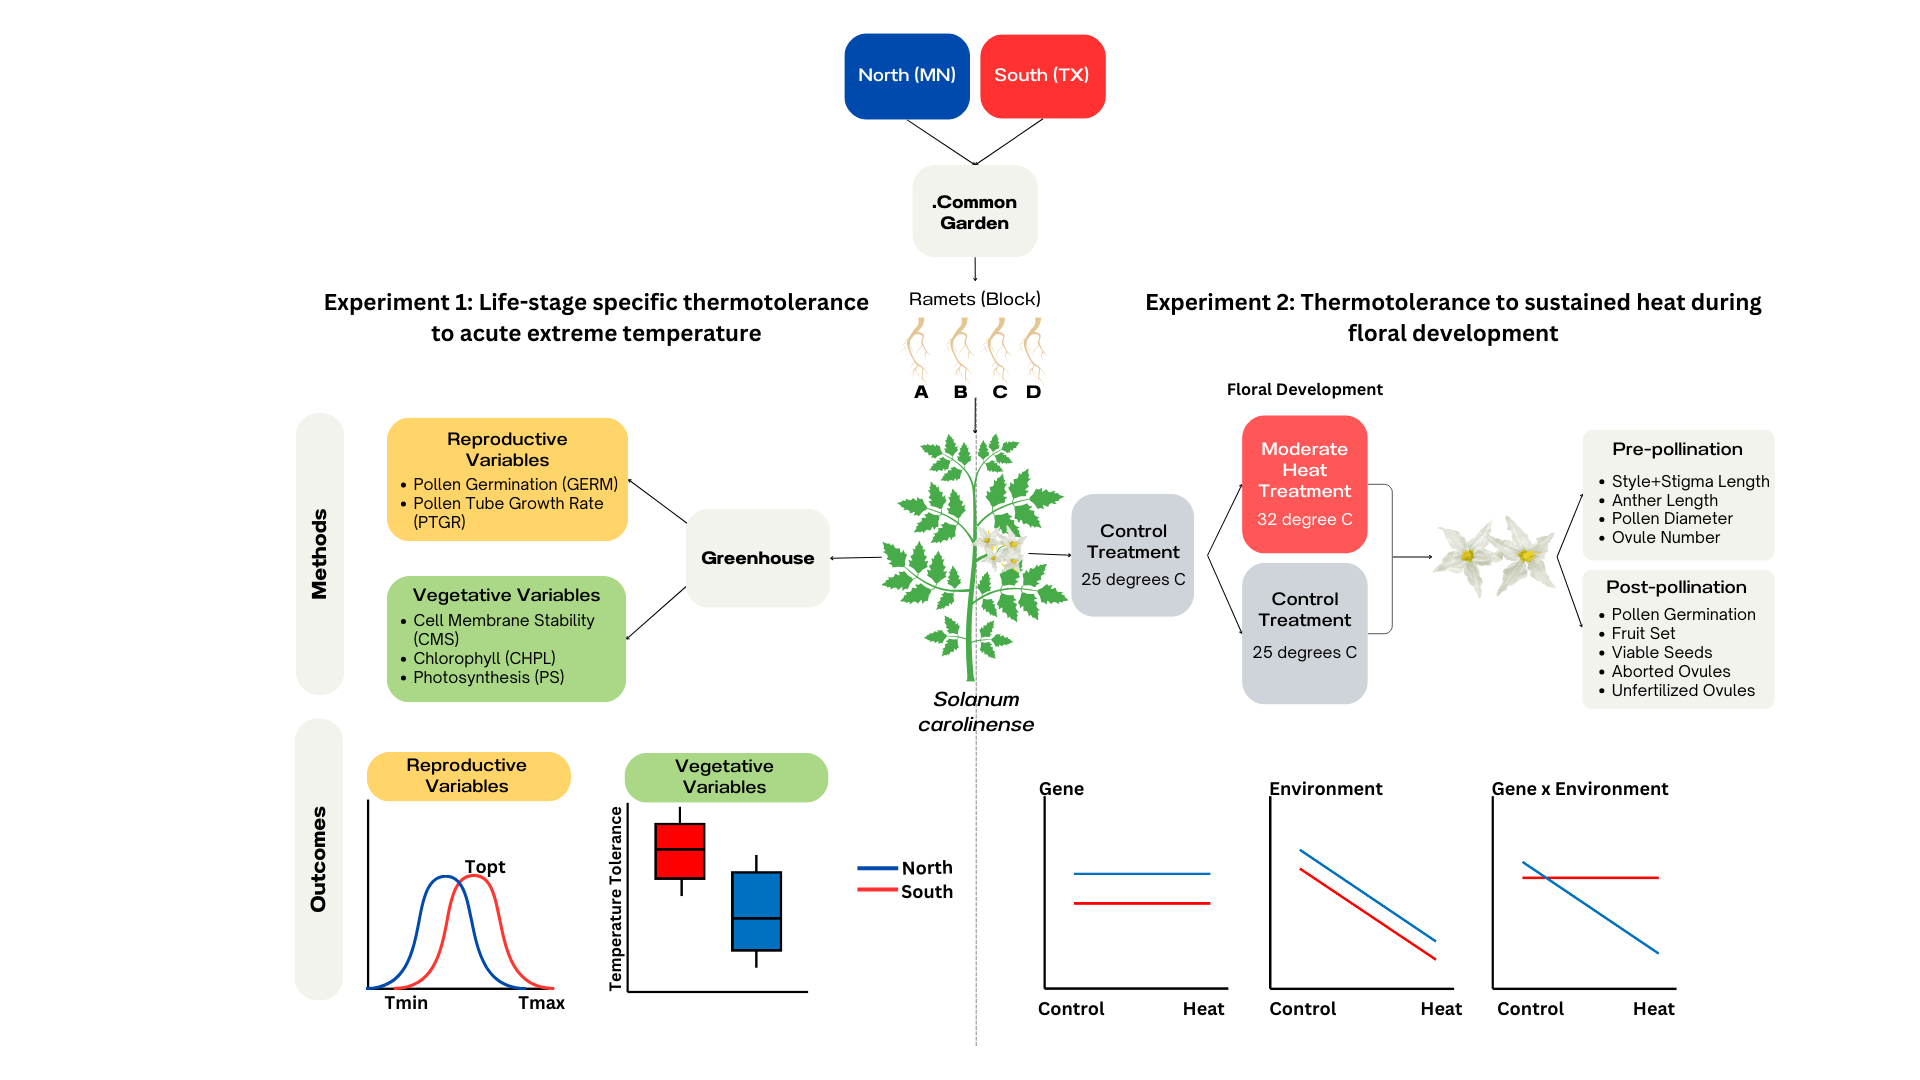 North (MN)
South (TX)
.Common
Garden
Experiment 1: Life-stage specific thermotolerance
to acute extreme temperature
Ramets (Block)
A B C D
Experiment 2: Thermotolerance to sustained heat during
floral development
Methods
Reproductive
Variables
• Pollen Germination (GERM)
• Pollen Tube Growth Rate
(PTGR)
Vegetative Variables
• Cell Membrane Stability
(CMS)
• Chlorophyll (CHPL)
• Photosynthesis (PS)
Greenhouse
Solanum
carolinense
Control
Treatment
25 degrees C
Floral Development
Moderate
Heat
Treatment
32 degree C
Control
Treatment
25 degrees C
Pre-pollination
• Style+Stigma Length
• Anther Length
• Pollen Diameter
• Ovule Number
Post-pollination
• Pollen Germination
• Fruit Set
• Viable Seeds
• Aborted Ovules
• Unfertilized Ovules
Outcomes
Reproductive
Variables
Topt
Tmin
Tmax
Vegetative
Variables
Temperature Tolerance
North
South
Gene
Control
Heat
Environment
Control
Heat
Gene x Environment
Control
Heat